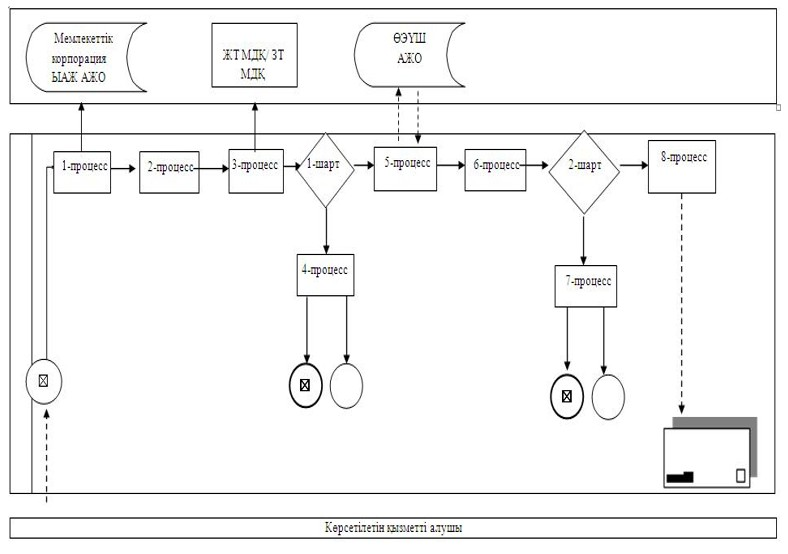 Мемлекеттік
корпорация
ЫАЖ АЖО
ЖТ МДҚ/ ЗТ
МДҚ
ӨЭҮШ
АЖО
1-процесс
2-процесс
3-процесс
1-шарт
5-процесс
6-процесс
2-шарт
8-процесс
4-процесс
7-процесс
Көрсетілетін қызметті алушы